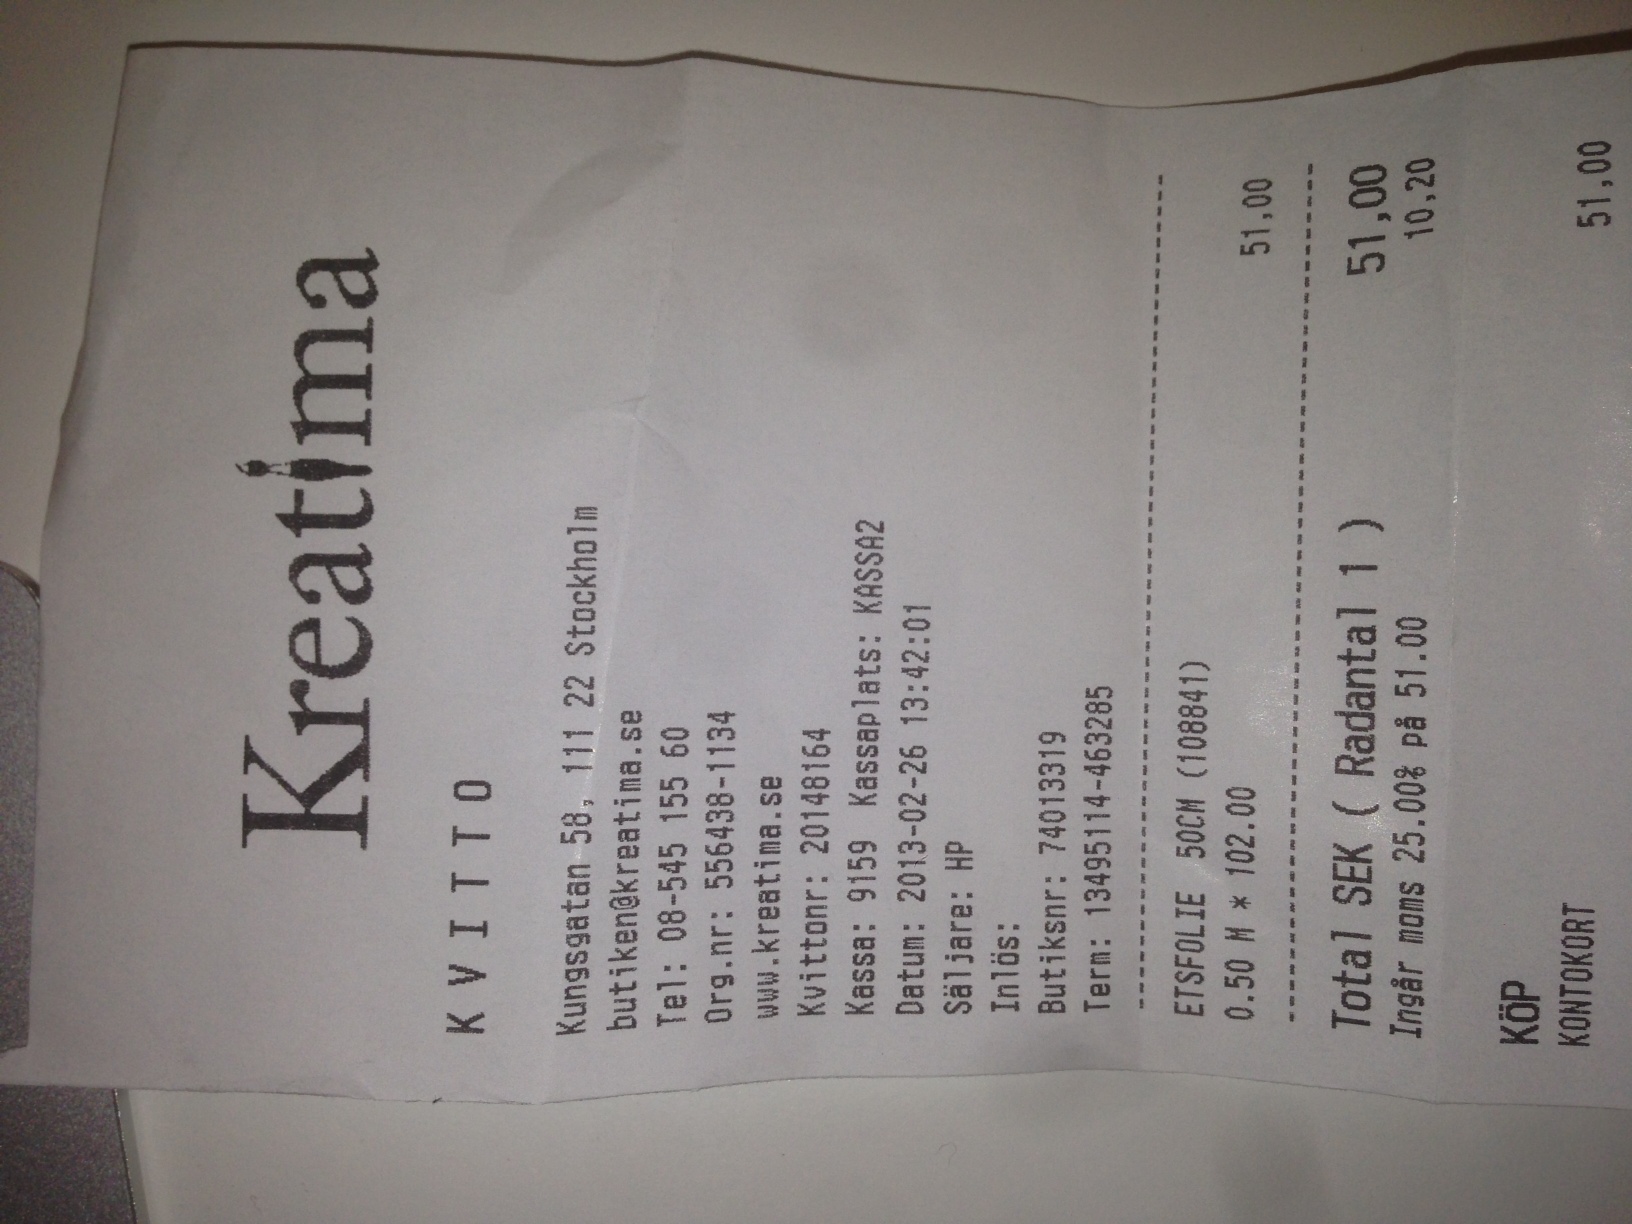 Kreatima
K V I T T O
Kungsgatan 58, 111 22 Stockholm
butiken@kreatima.se
Tel: 08-545 155 60
Org.nr: 556438-1134
www.kreatima.se
Kvittonr: 20148164
Kassa: 9159 Kassaplats: KASSA2
Datum: 2013-02-26 13:42:01
Säljare: HP
Inlös:
Butiksnr: 74013319
Term: 13495114-463285
ETSFOLIE 50CM (108841)
0.50 M * 102.00 51,00
Total SEK ( Radantal 1 ) 51,00
Ingår moms 25.00% på 51.00 10,20
KÖP
KONTOKORT 51,00